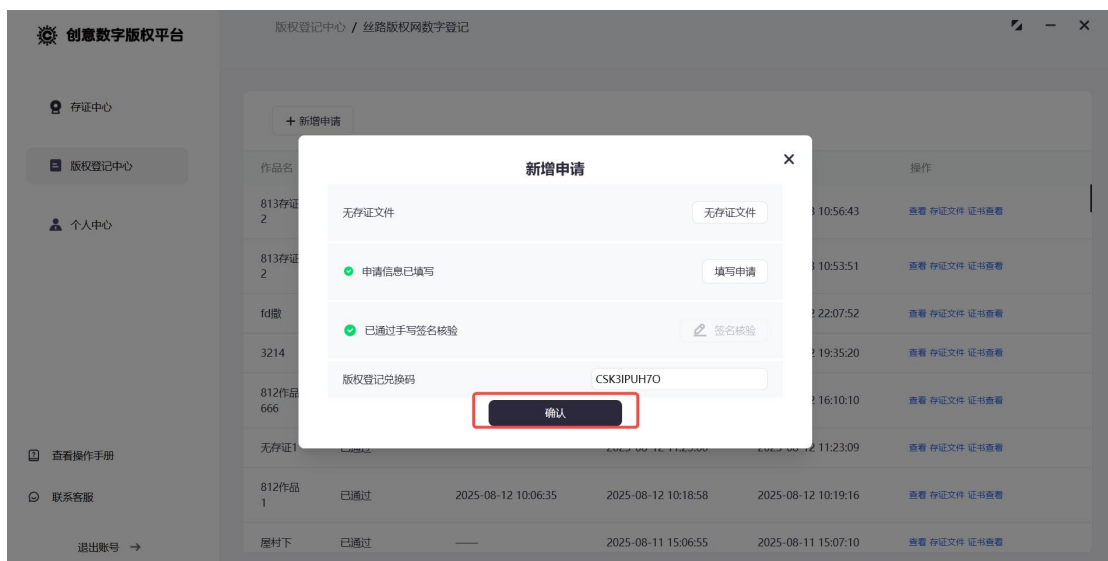 创意数字版权平台
版权登记中心 / 丝路版权网数字登记
存证中心
版权登记中心
个人中心
查看操作手册
联系客服
退出账号 →
+ 新增申请
作品名
操作
新增申请
无存证文件
无存证文件
申请信息已填写
填写申请
已通过手写签名核验
签名核验
版权登记兑换码
CSK3IPUH7O
确认
813存证
2
10:56:43
查看 存证文件 证书查看
813存证
2
10:53:51
查看 存证文件 证书查看
fd撒
22:07:52
查看 存证文件 证书查看
3214
19:35:20
查看 存证文件 证书查看
812作品
666
16:10:10
查看 存证文件 证书查看
无存证1
11:23:09
查看 存证文件 证书查看
812作品
1
已通过
2025-08-12 10:06:35
2025-08-12 10:18:58
2025-08-12 10:19:16
查看 存证文件 证书查看
屋村下
已通过
——
2025-08-11 15:06:55
2025-08-11 15:07:10
查看 存证文件 证书查看